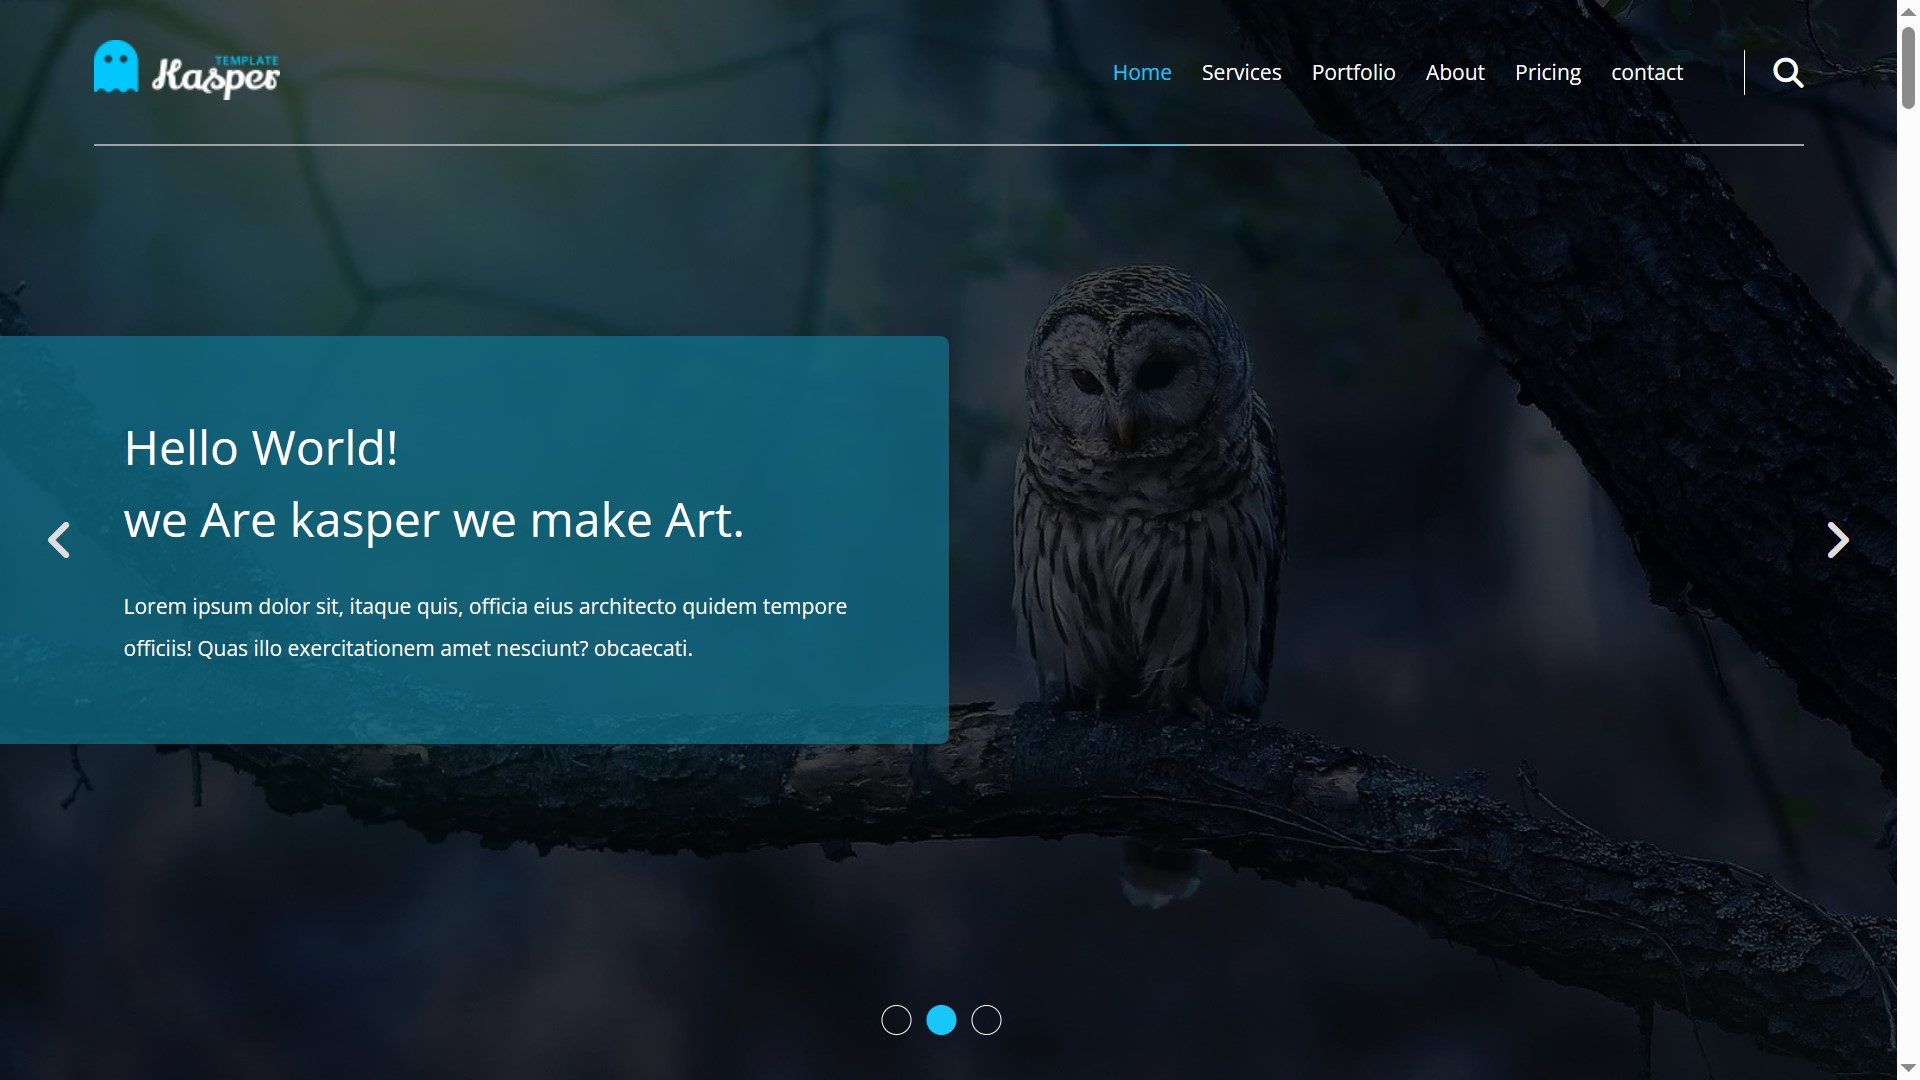 TEMPLATE
Kasper
Home Services Portfolio About Pricing contact
Hello World!
we Are kasper we make Art.
Lorem ipsum dolor sit, itaque quis, officia eius architecto quidem tempore
officiis! Quas illo exercitationem amet nesciunt? obcaecati.